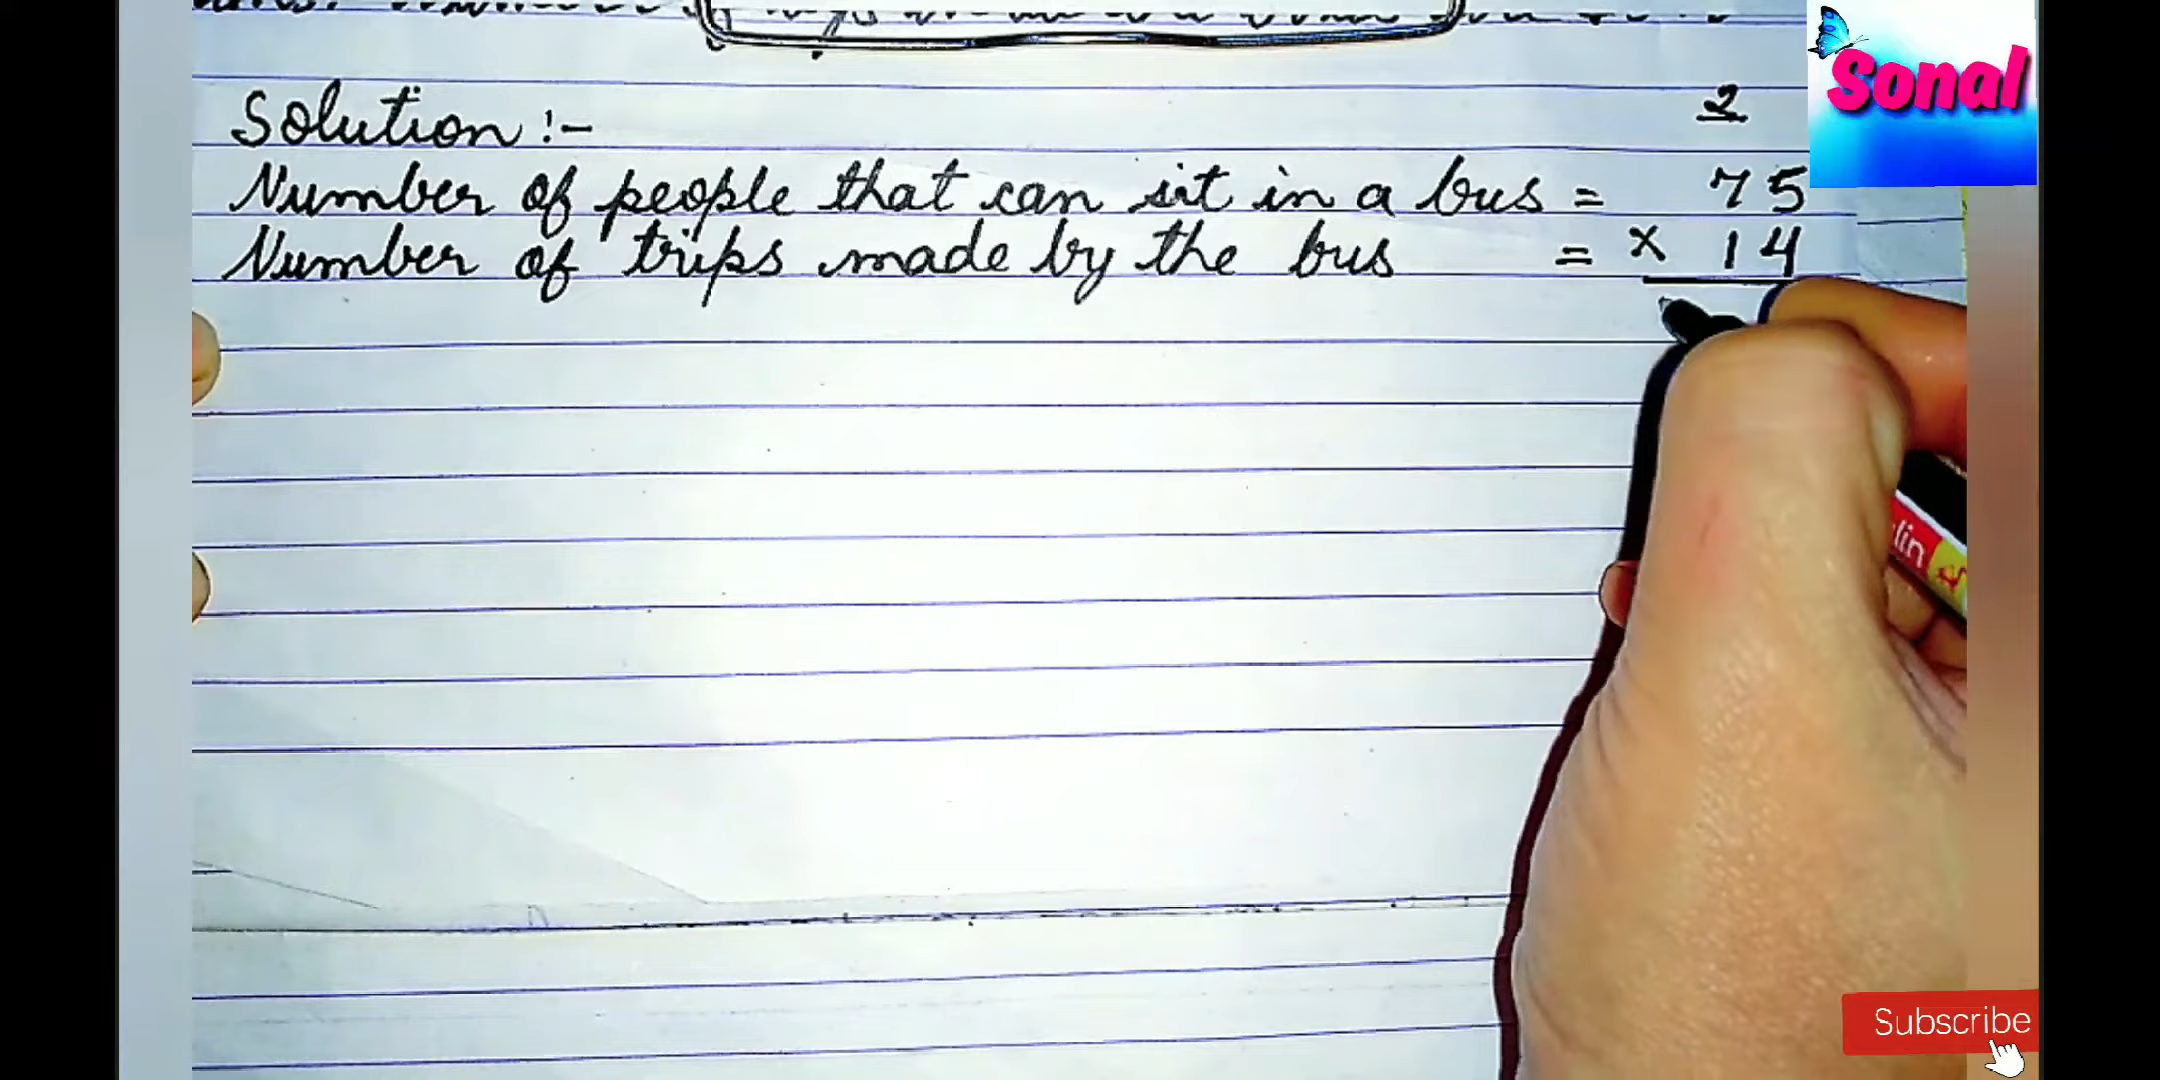 Sonal
Solution :-
2
Number of people that can sit in a bus = 75
Number of trips made by the bus = x 14
lin
Subscribe